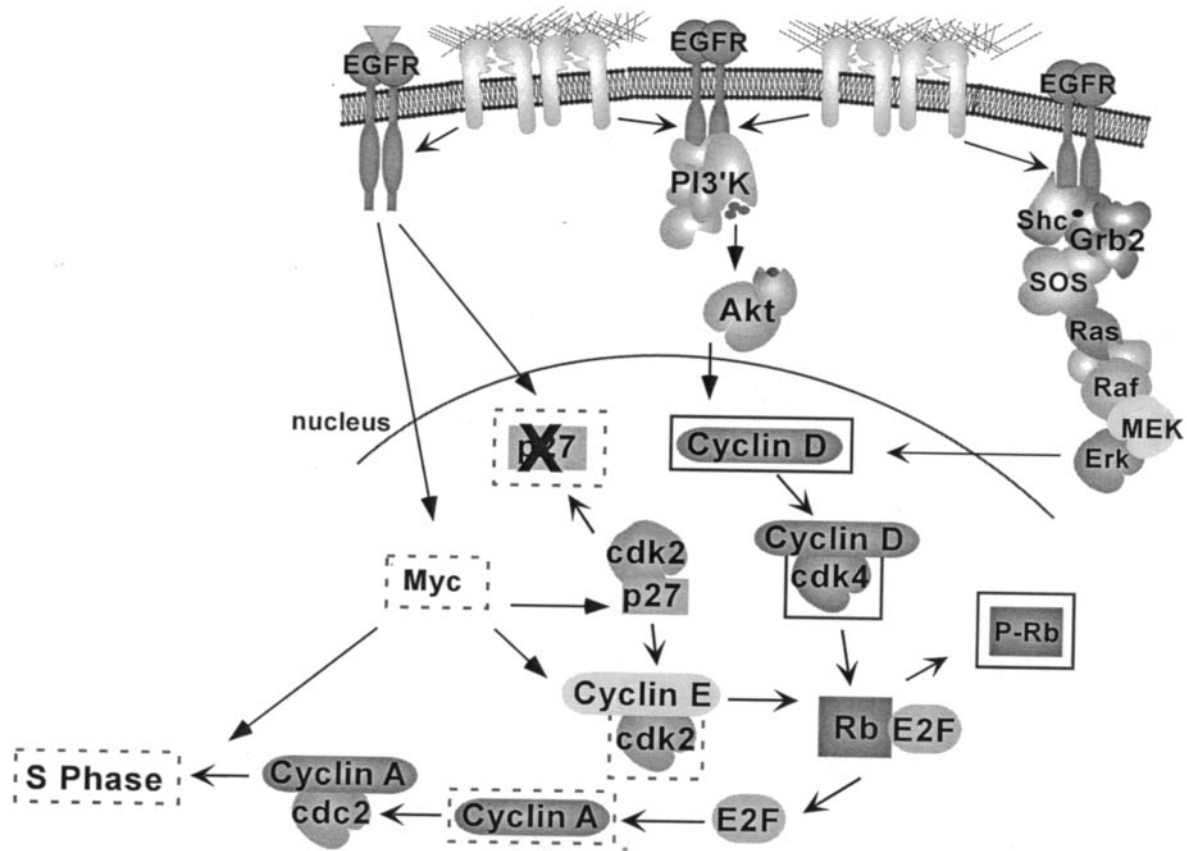 EGFR
EGFR
EGFR
PI3'K
Shc
Grb2
SOS
Akt
Ras
Raf
MEK
Erk
nucleus
p27
Cyclin D
cdk2
p27
Cyclin D
cdk4
Myc
P-Rb
Cyclin E
cdk2
Rb
E2F
S Phase
Cyclin A
cdc2
Cyclin A
E2F